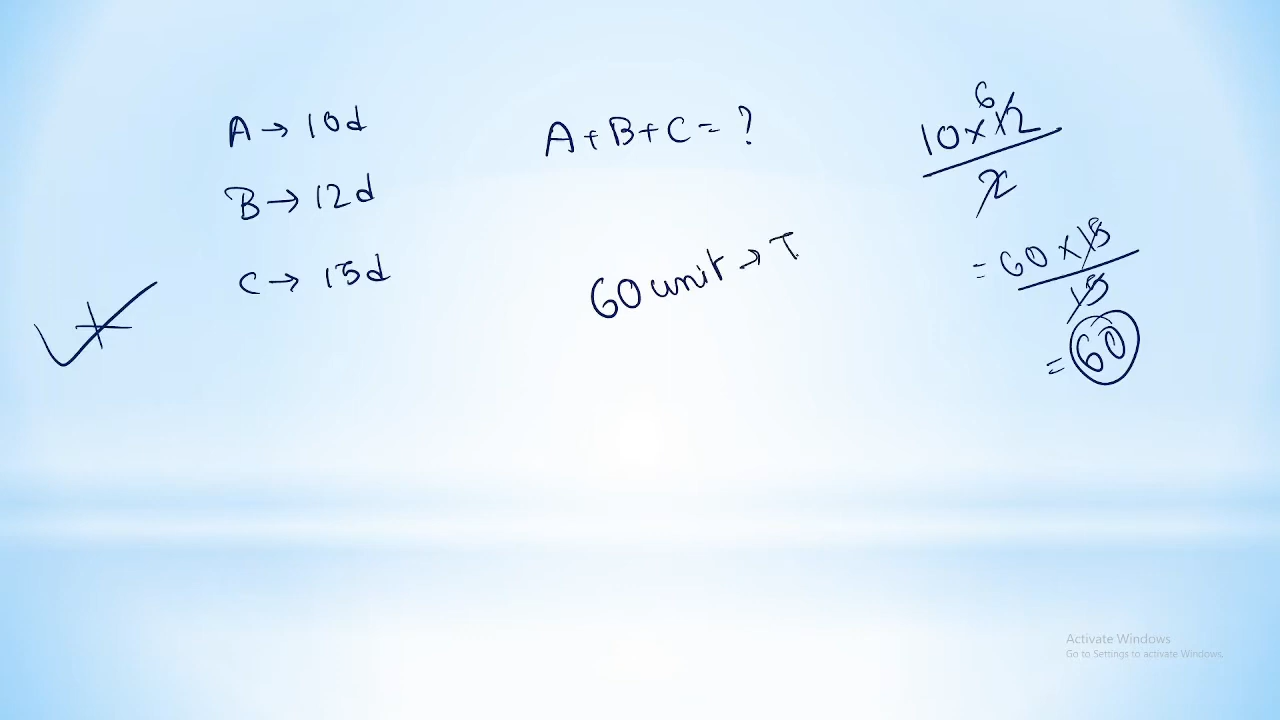 A → 10d
B → 12d
C → 15d
A + B + C = ?
60 unit → T
6
10 × 12
2
= 60 × 15
15
= 60
Activate Windows
Go to Settings to activate Windows.